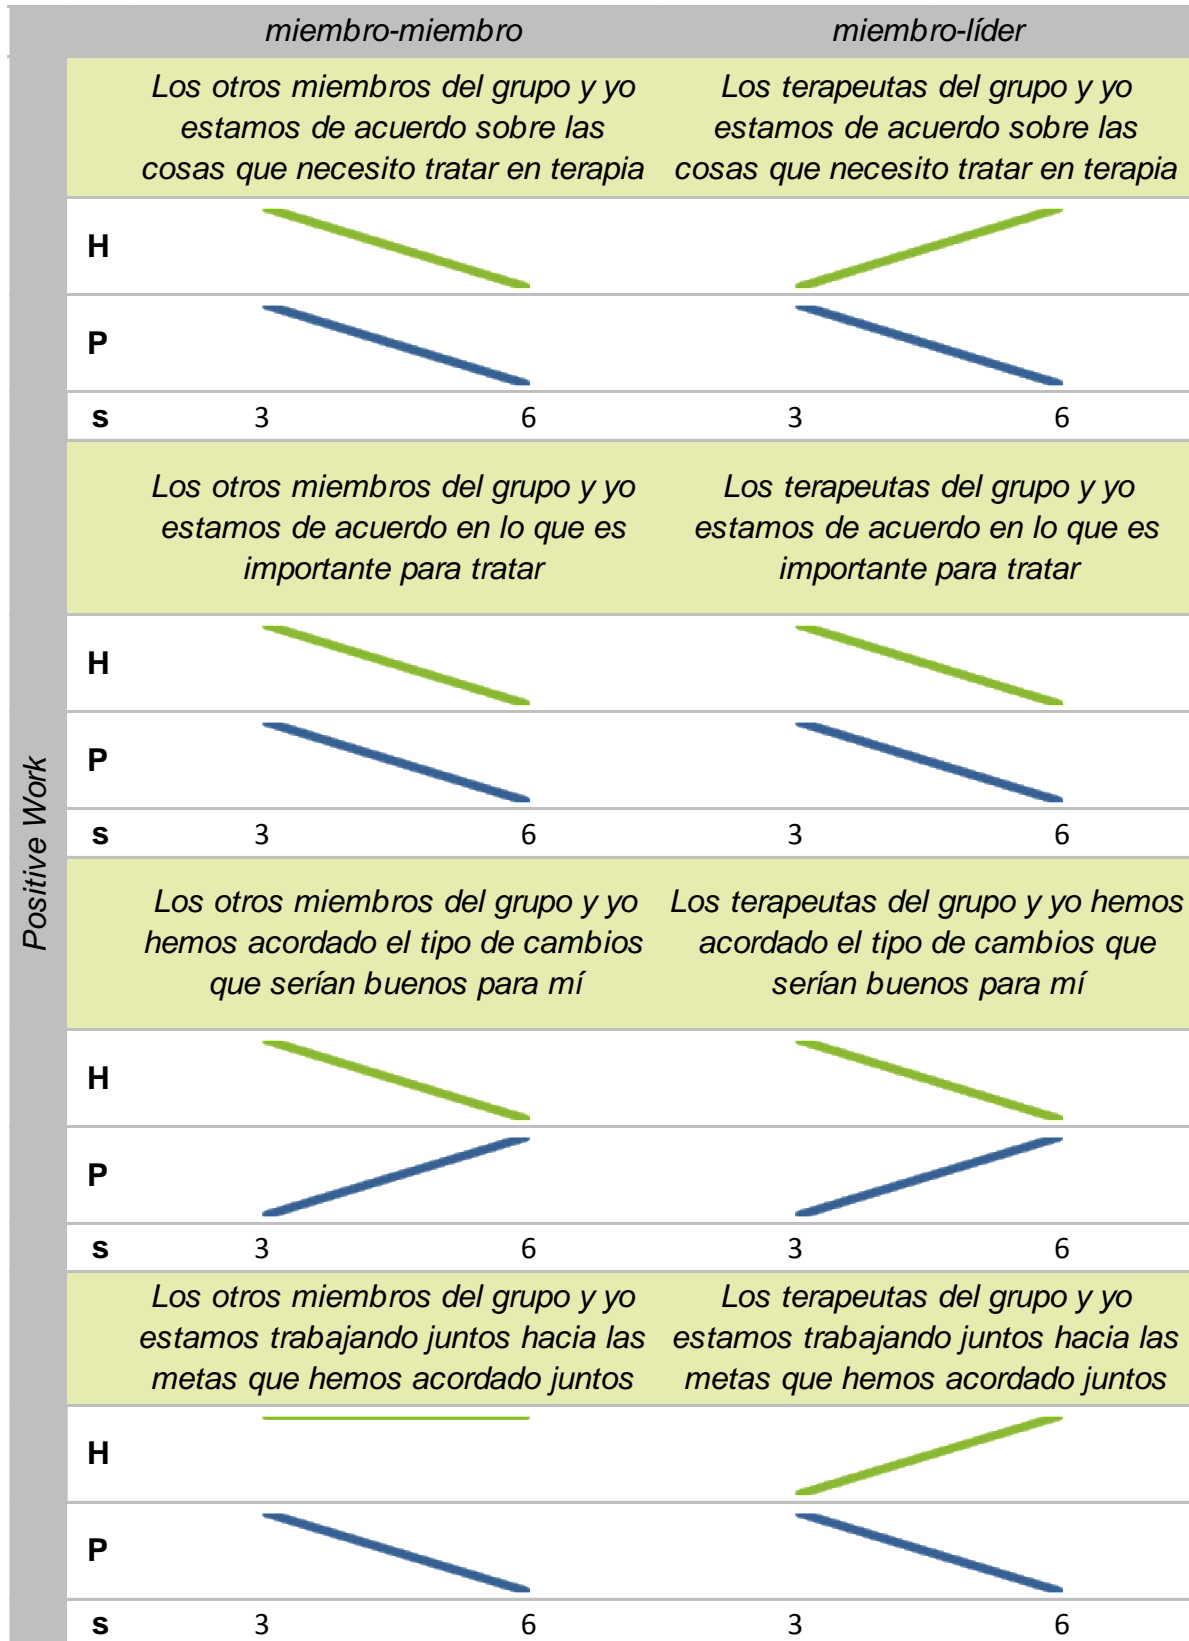 miembro-miembro miembro-líder
Los otros miembros del grupo y yo
estamos de acuerdo sobre las
cosas que necesito tratar en terapia
Los terapeutas del grupo y yo
estamos de acuerdo sobre las
cosas que necesito tratar en terapia
H
P
s 3 6 3 6
Los otros miembros del grupo y yo
estamos de acuerdo en lo que es
importante para tratar
Los terapeutas del grupo y yo
estamos de acuerdo en lo que es
importante para tratar
H
P
s 3 6 3 6
Positive Work
Los otros miembros del grupo y yo
hemos acordado el tipo de cambios
que serían buenos para mí
Los terapeutas del grupo y yo hemos
acordado el tipo de cambios que
serían buenos para mí
H
P
s 3 6 3 6
Los otros miembros del grupo y yo
estamos trabajando juntos hacia las
metas que hemos acordado juntos
Los terapeutas del grupo y yo
estamos trabajando juntos hacia las
metas que hemos acordado juntos
H
P
s 3 6 3 6